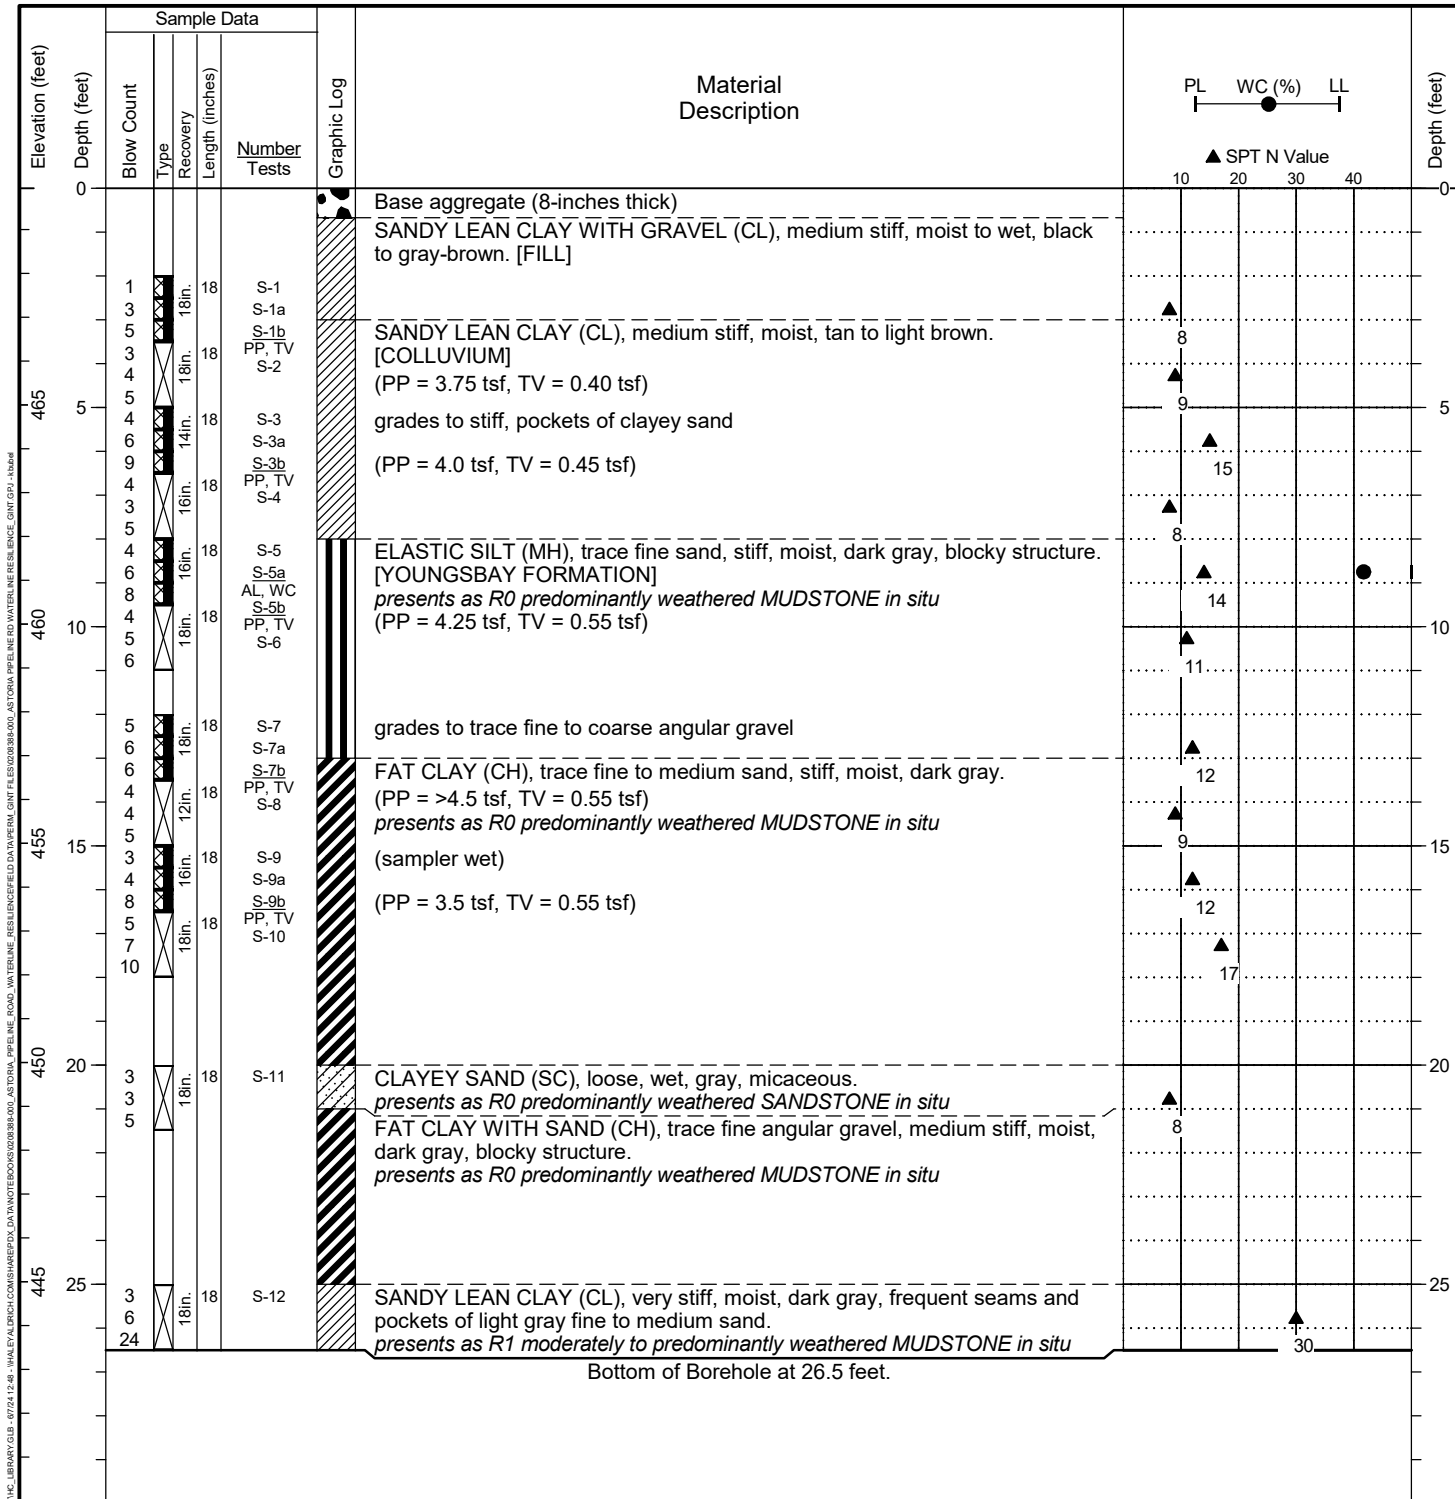 Sample Data
Elevation (feet)
Depth (feet)
Blow Count
Type
Recovery
Length (inches)
Number
Tests
Graphic Log
Material
Description
PL WC (%) LL
SPT N Value
10 20 30 40
Depth (feet)
0
Base aggregate (8-inches thick)
0
SANDY LEAN CLAY WITH GRAVEL (CL), medium stiff, moist to wet, black
to gray-brown. [FILL]
1 18in. 18 S-1
3 S-1a
5 S-1b
PP, TV
SANDY LEAN CLAY (CL), medium stiff, moist, tan to light brown.
[COLLUVIUM]
8
3 18in. 18 S-2
4
5
(PP = 3.75 tsf, TV = 0.40 tsf)
9
465
5
5
4 14in. 18 S-3
6 S-3a
9 S-3b
PP, TV
grades to stiff, pockets of clayey sand
(PP = 4.0 tsf, TV = 0.45 tsf)
15
4 16in. 18 S-4
3
5
8
4 16in. 18 S-5
6 S-5a
AL, WC
8 S-5b
PP, TV
ELASTIC SILT (MH), trace fine sand, stiff, moist, dark gray, blocky structure.
[YOUNGSBAY FORMATION]
presents as R0 predominantly weathered MUDSTONE in situ
(PP = 4.25 tsf, TV = 0.55 tsf)
14
460
10
10
4 18in. 18 S-6
5
6
11
5 18in. 18 S-7
6 S-7a
6 S-7b
PP, TV
grades to trace fine to coarse angular gravel
12
FAT CLAY (CH), trace fine to medium sand, stiff, moist, dark gray.
(PP = >4.5 tsf, TV = 0.55 tsf)
presents as R0 predominantly weathered MUDSTONE in situ
4 12in. 18 S-8
4
5
9
455
15
15
3 16in. 18 S-9
4 S-9a
8 S-9b
PP, TV
(sampler wet)
(PP = 3.5 tsf, TV = 0.55 tsf)
12
5 18in. 18 S-10
7
10
17
450
20
20
3 18in. 18 S-11
3
5
CLAYEY SAND (SC), loose, wet, gray, micaceous.
presents as R0 predominantly weathered SANDSTONE in situ
8
FAT CLAY WITH SAND (CH), trace fine angular gravel, medium stiff, moist,
dark gray, blocky structure.
presents as R0 predominantly weathered MUDSTONE in situ
445
25
25
3 18in. 18 S-12
6
24
SANDY LEAN CLAY (CL), very stiff, moist, dark gray, frequent seams and
pockets of light gray fine to medium sand.
presents as R1 moderately to predominantly weathered MUDSTONE in situ
30
Bottom of Borehole at 26.5 feet.